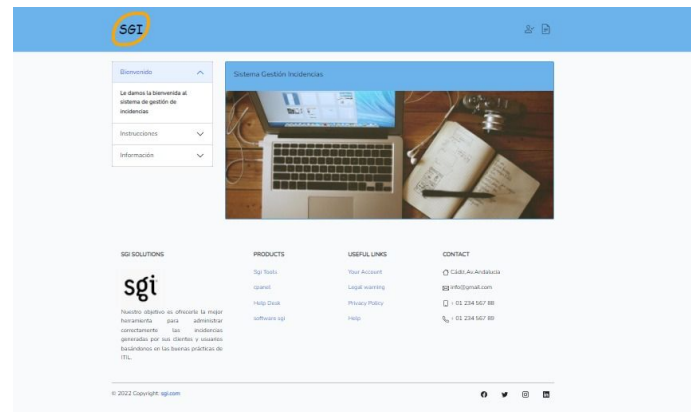 SGI
Bienvenido
Le damos la bienvenida al
sistema de gestión de
incidencias
Instrucciones
Información
Sistema Gestión Incidencias
SGI SOLUTIONS
sgi
Nuestro objetivo es ofrecerle la mejor
herramienta para administrar
correctamente las incidencias
generadas por sus clientes y usuarios
basándonos en las buenas prácticas de
ITIL.
PRODUCTS
Sgi Tools
cpanel
Help Desk
software sgi
USEFUL LINKS
Your Account
Legal warning
Privacy Policy
Help
CONTACT
Cádiz,Av.Andalucía
info@gmail.com
+ 01 234 567 88
+ 01 234 567 89
© 2022 Copyright: sgi.com